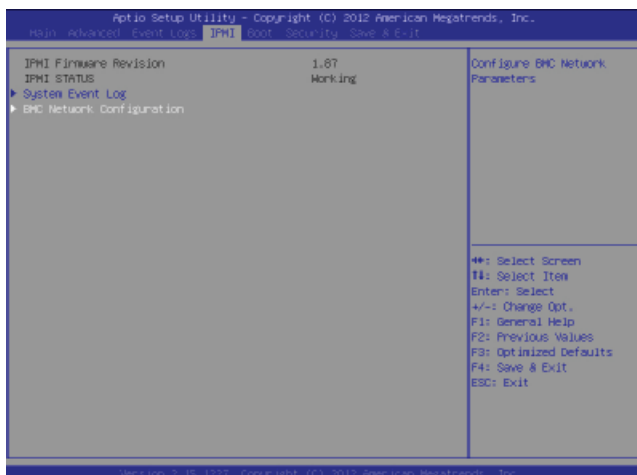 Aptio Setup Utility - Copyright (C) 2012 American Megatrends, Inc.
Main Advanced Event Logs IPMI Boot Security Save & Exit
IPMI Firmware Revision 1.87
IPMI STATUS Working
System Event Log
BMC Network Configuration
Configure BMC Network
Parameters
: Select Screen
: Select Item
Enter: Select
+/-: Change Opt.
F1: General Help
F2: Previous Values
F3: Optimized Defaults
F4: Save & Exit
ESC: Exit
Version 2.15.1227. Copyright (C) 2012 American Megatrends, Inc.